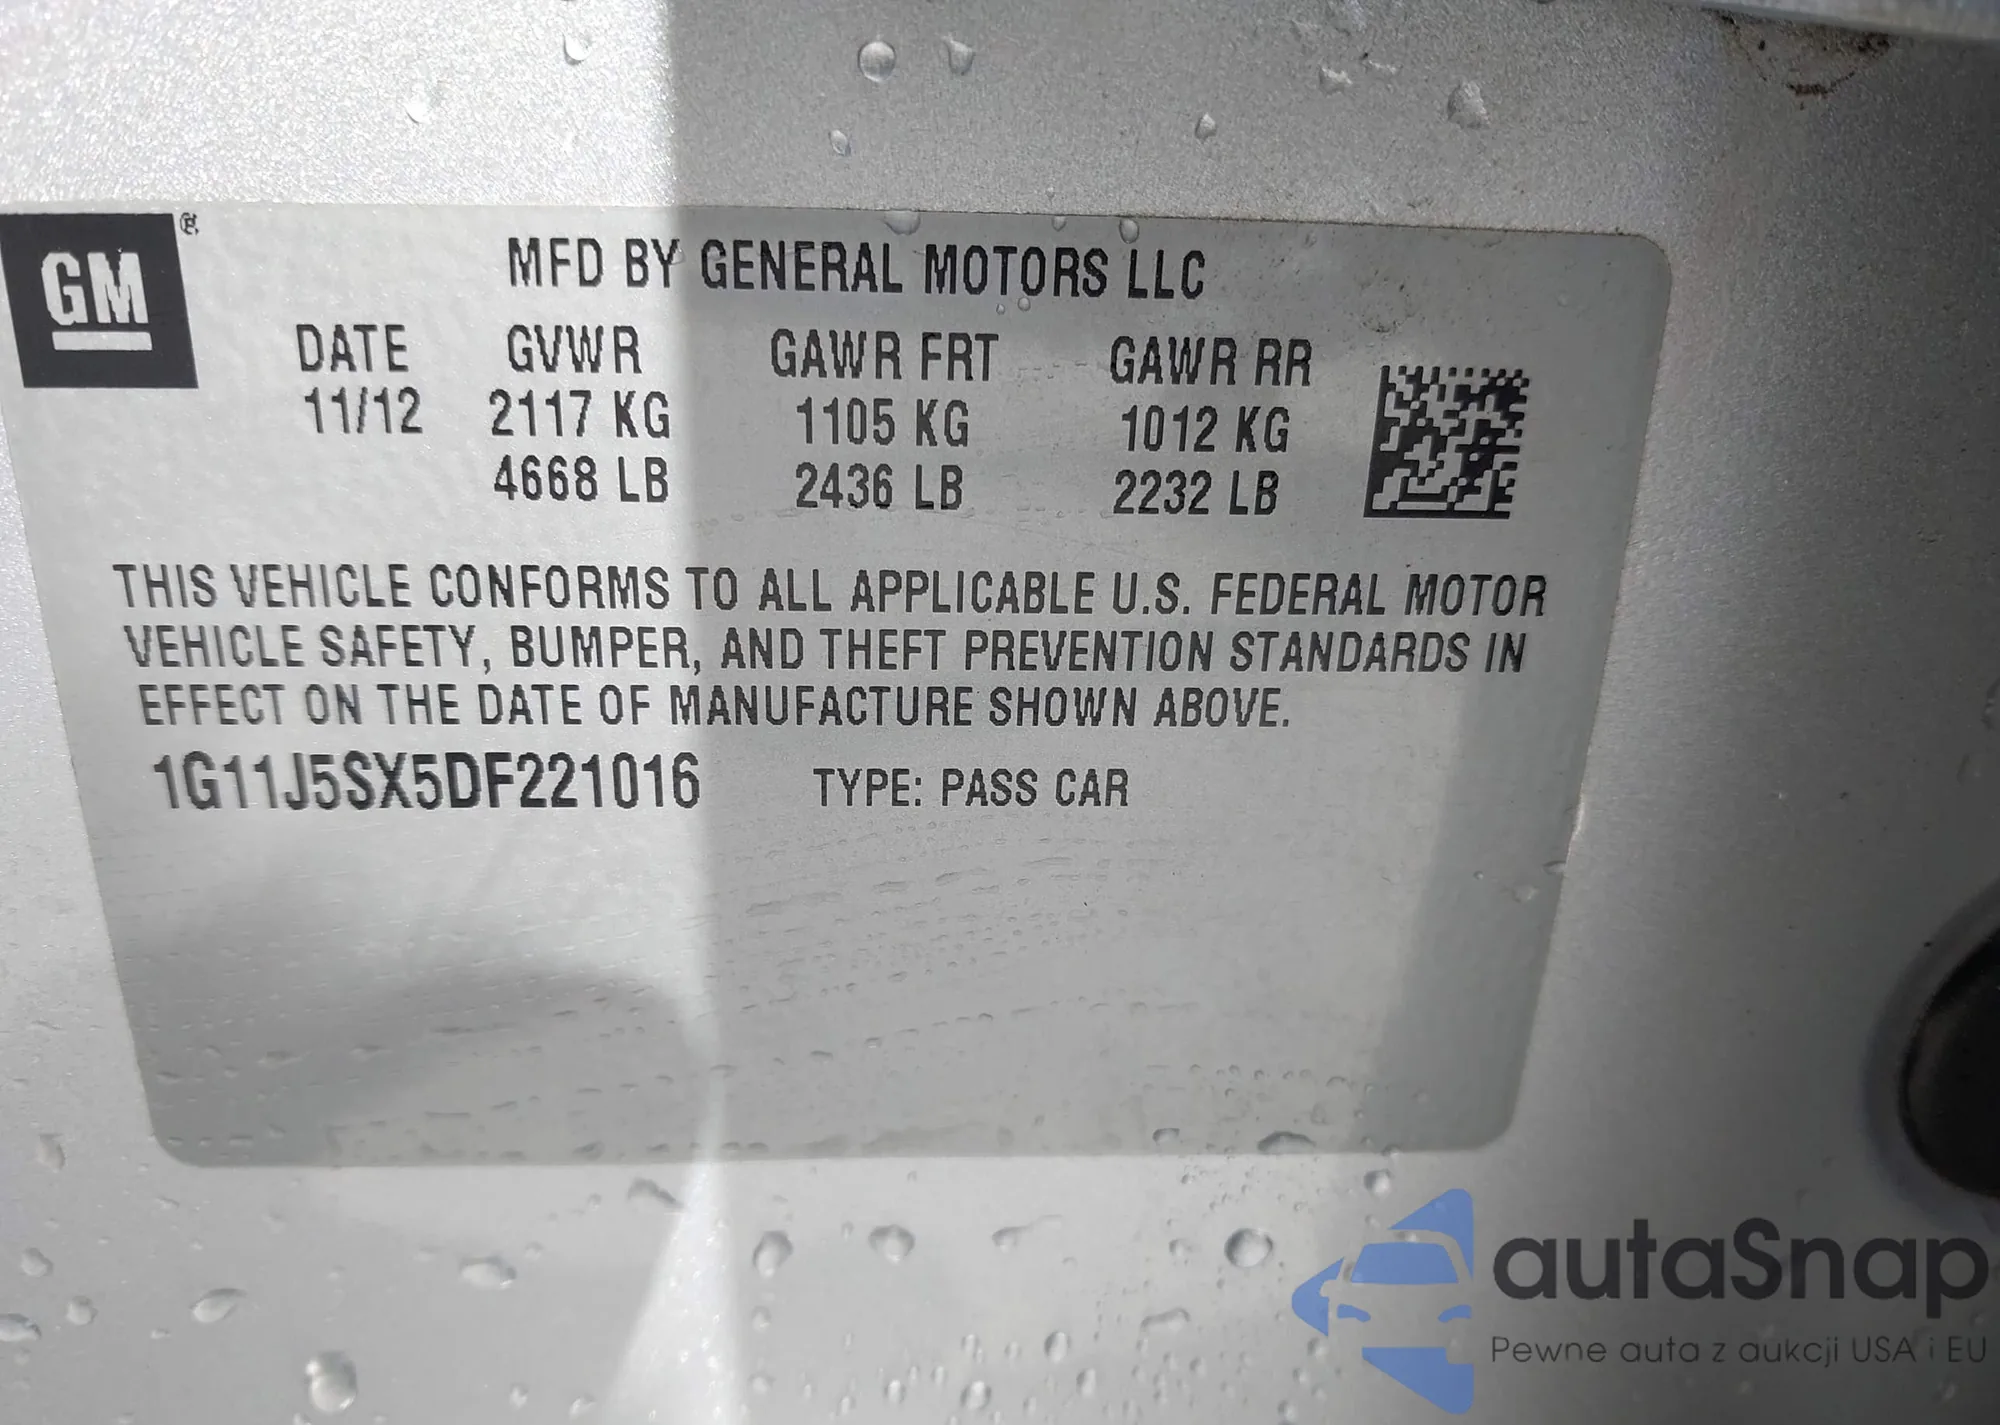 GM
MFD BY GENERAL MOTORS LLC
DATE GVWR GAWR FRT GAWR RR
11/12 2117 KG 1105 KG 1012 KG
4668 LB 2436 LB 2232 LB
THIS VEHICLE CONFORMS TO ALL APPLICABLE U.S. FEDERAL MOTOR
VEHICLE SAFETY, BUMPER, AND THEFT PREVENTION STANDARDS IN
EFFECT ON THE DATE OF MANUFACTURE SHOWN ABOVE.
1G11J5SX5DF221016 TYPE: PASS CAR
autaSnap
Pewne auta z aukcji USA i EU